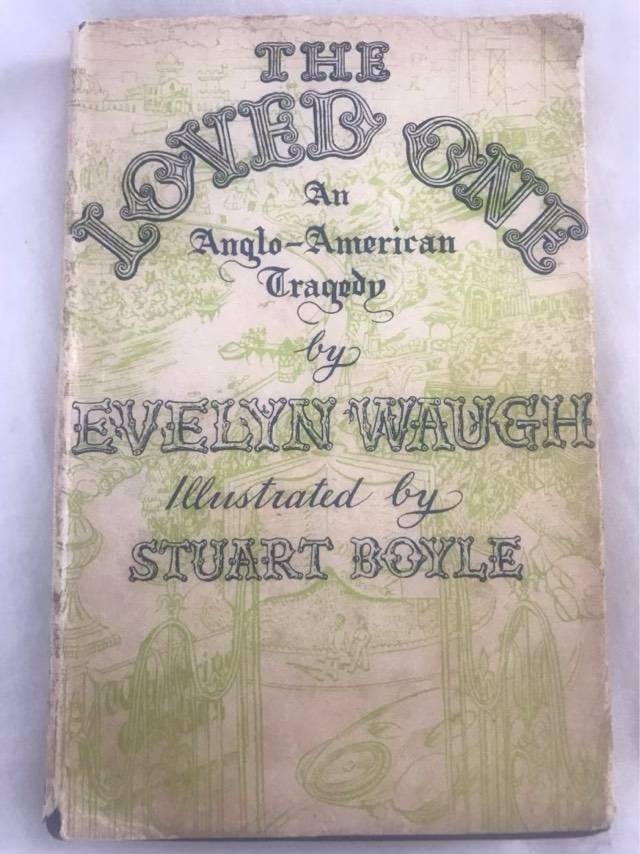 THE
LOVED ONE
An
Anglo-American
Tragedy
by
EVELYN WAUGH
Illustrated by
STUART BOYLE